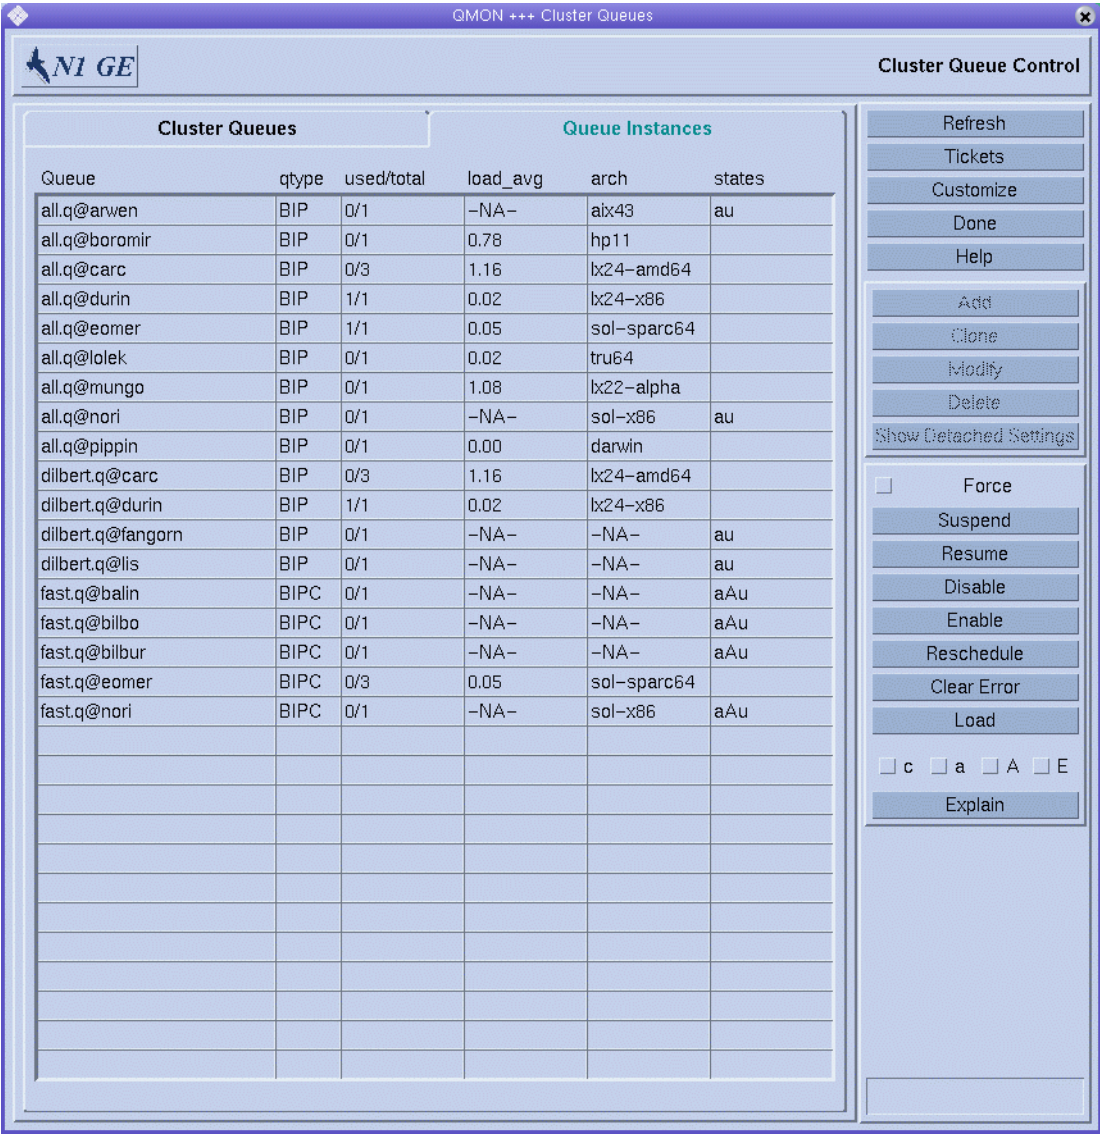 QMON +++ Cluster Queues
N1 GE
Cluster Queue Control
Cluster Queues Queue Instances
Queue qtype used/total load_avg arch states
all.q@arwen BIP 0/1 -NA- aix43 au
all.q@boromir BIP 0/1 0.78 hp11
all.q@carc BIP 0/3 1.16 lx24-amd64
all.q@durin BIP 1/1 0.02 lx24-x86
all.q@eomer BIP 1/1 0.05 sol-sparc64
all.q@lolek BIP 0/1 0.02 tru64
all.q@mungo BIP 0/1 1.08 lx22-alpha
all.q@nori BIP 0/1 -NA- sol-x86 au
all.q@pippin BIP 0/1 0.00 darwin
dilbert.q@carc BIP 0/3 1.16 lx24-amd64
dilbert.q@durin BIP 1/1 0.02 lx24-x86
dilbert.q@fangorn BIP 0/1 -NA- -NA- au
dilbert.q@lis BIP 0/1 -NA- -NA- au
fast.q@balin BIPC 0/1 -NA- -NA- aAu
fast.q@bilbo BIPC 0/1 -NA- -NA- aAu
fast.q@bilbur BIPC 0/1 -NA- -NA- aAu
fast.q@eomer BIPC 0/3 0.05 sol-sparc64
fast.q@nori BIPC 0/1 -NA- sol-x86 aAu
Refresh
Tickets
Customize
Done
Help
Add
Clone
Modify
Delete
Show Detached Settings
Force
Suspend
Resume
Disable
Enable
Reschedule
Clear Error
Load
c a A E
Explain